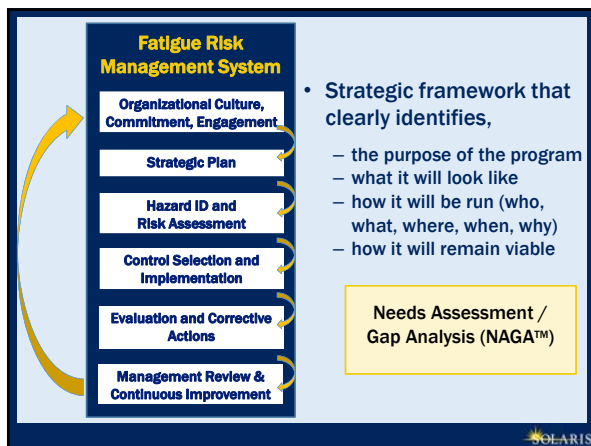 Fatigue Risk
Management System
Organizational Culture,
Commitment, Engagement
Strategic Plan
Hazard ID and
Risk Assessment
Control Selection and
Implementation
Evaluation and Corrective
Actions
Management Review &
Continuous Improvement
• Strategic framework that
clearly identifies,
– the purpose of the program
– what it will look like
– how it will be run (who,
what, where, when, why)
– how it will remain viable
Needs Assessment /
Gap Analysis (NAGA™)
SOLARIS